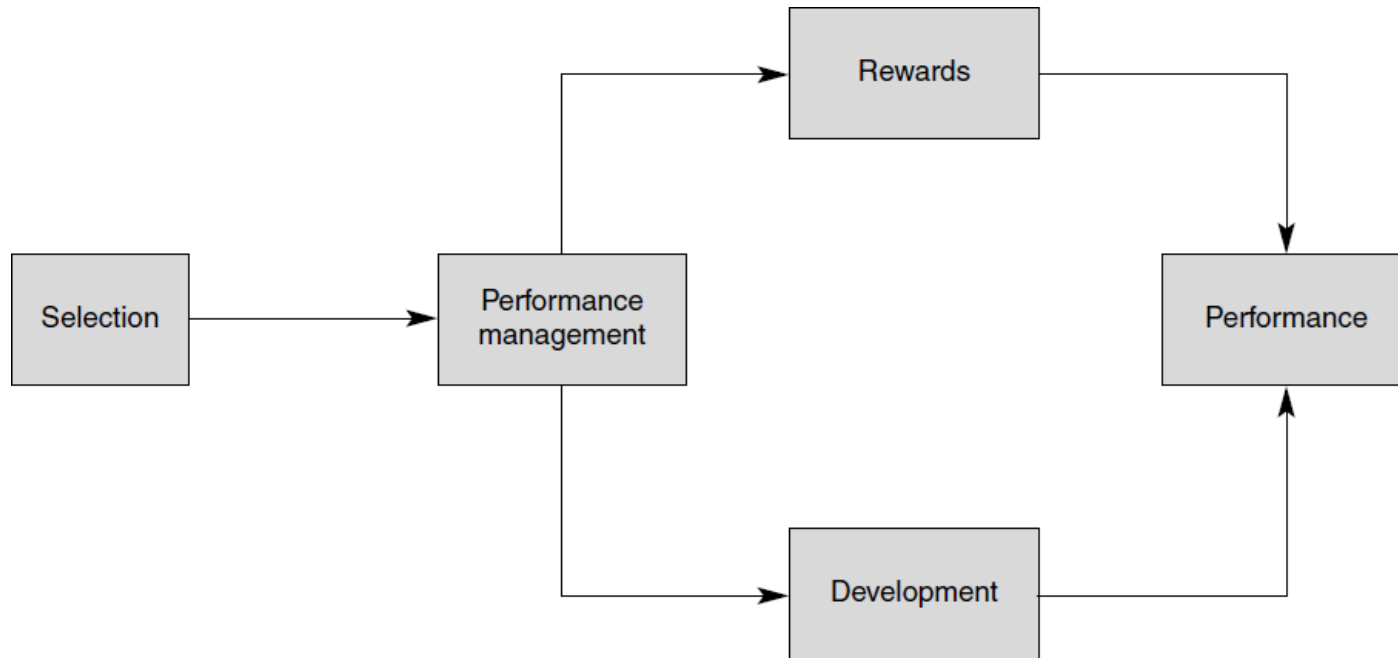 Rewards
Selection
Performance
management
Performance
Development